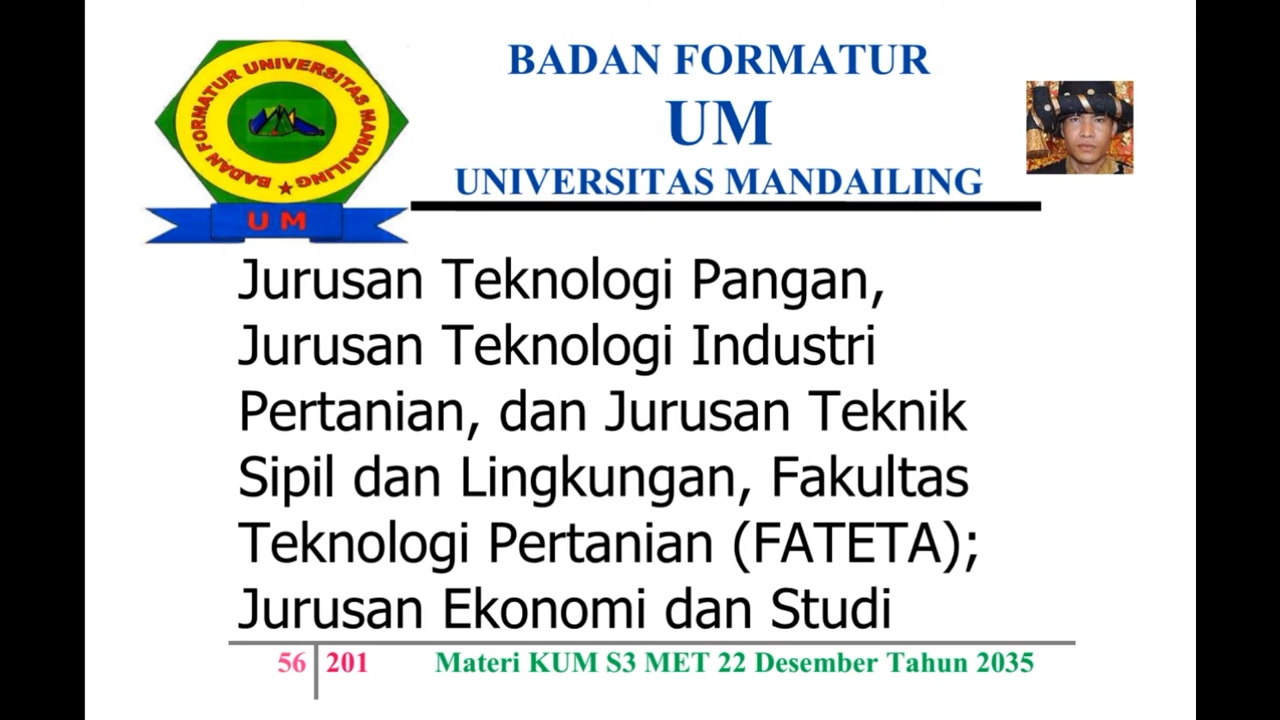 BADAN FORMATUR UNIVERSITAS MANDAILING
U M
BADAN FORMATUR
UM
UNIVERSITAS MANDAILING
Jurusan Teknologi Pangan,
Jurusan Teknologi Industri
Pertanian, dan Jurusan Teknik
Sipil dan Lingkungan, Fakultas
Teknologi Pertanian (FATETA);
Jurusan Ekonomi dan Studi
56 201 Materi KUM S3 MET 22 Desember Tahun 2035